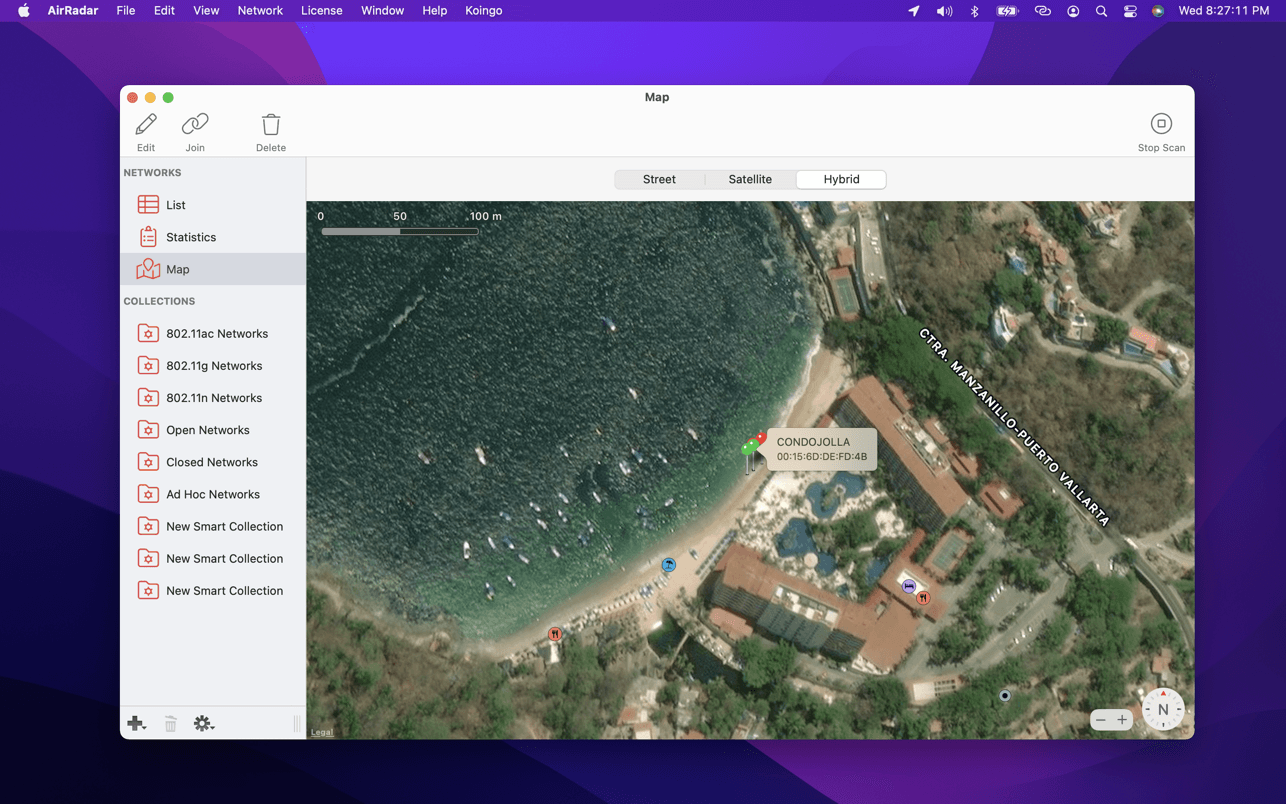 AirRadar File Edit View Network License Window Help Koingo Wed 8:27:11 PM
Map
Edit Join Delete Stop Scan
NETWORKS
List
Statistics
Map
COLLECTIONS
802.11ac Networks
802.11g Networks
802.11n Networks
Open Networks
Closed Networks
Ad Hoc Networks
New Smart Collection
New Smart Collection
New Smart Collection
Street Satellite Hybrid
0 50 100 m
CTRA. MANZANILLO-PUERTO VALLARTA
CONDOJOLLA
00:15:6D:DE:FD:4B
N
Legal